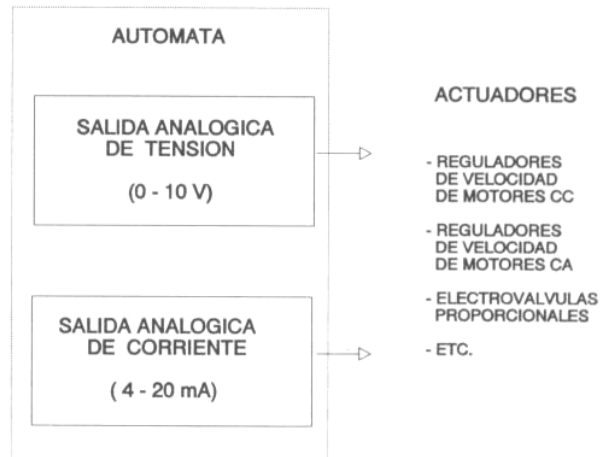 AUTOMATA
SALIDA ANALOGICA
DE TENSION
(0 - 10 V)
SALIDA ANALOGICA
DE CORRIENTE
( 4 - 20 mA)
ACTUADORES
- REGULADORES
DE VELOCIDAD
DE MOTORES CC
- REGULADORES
DE VELOCIDAD
DE MOTORES CA
- ELECTROVALVULAS
PROPORCIONALES
- ETC.